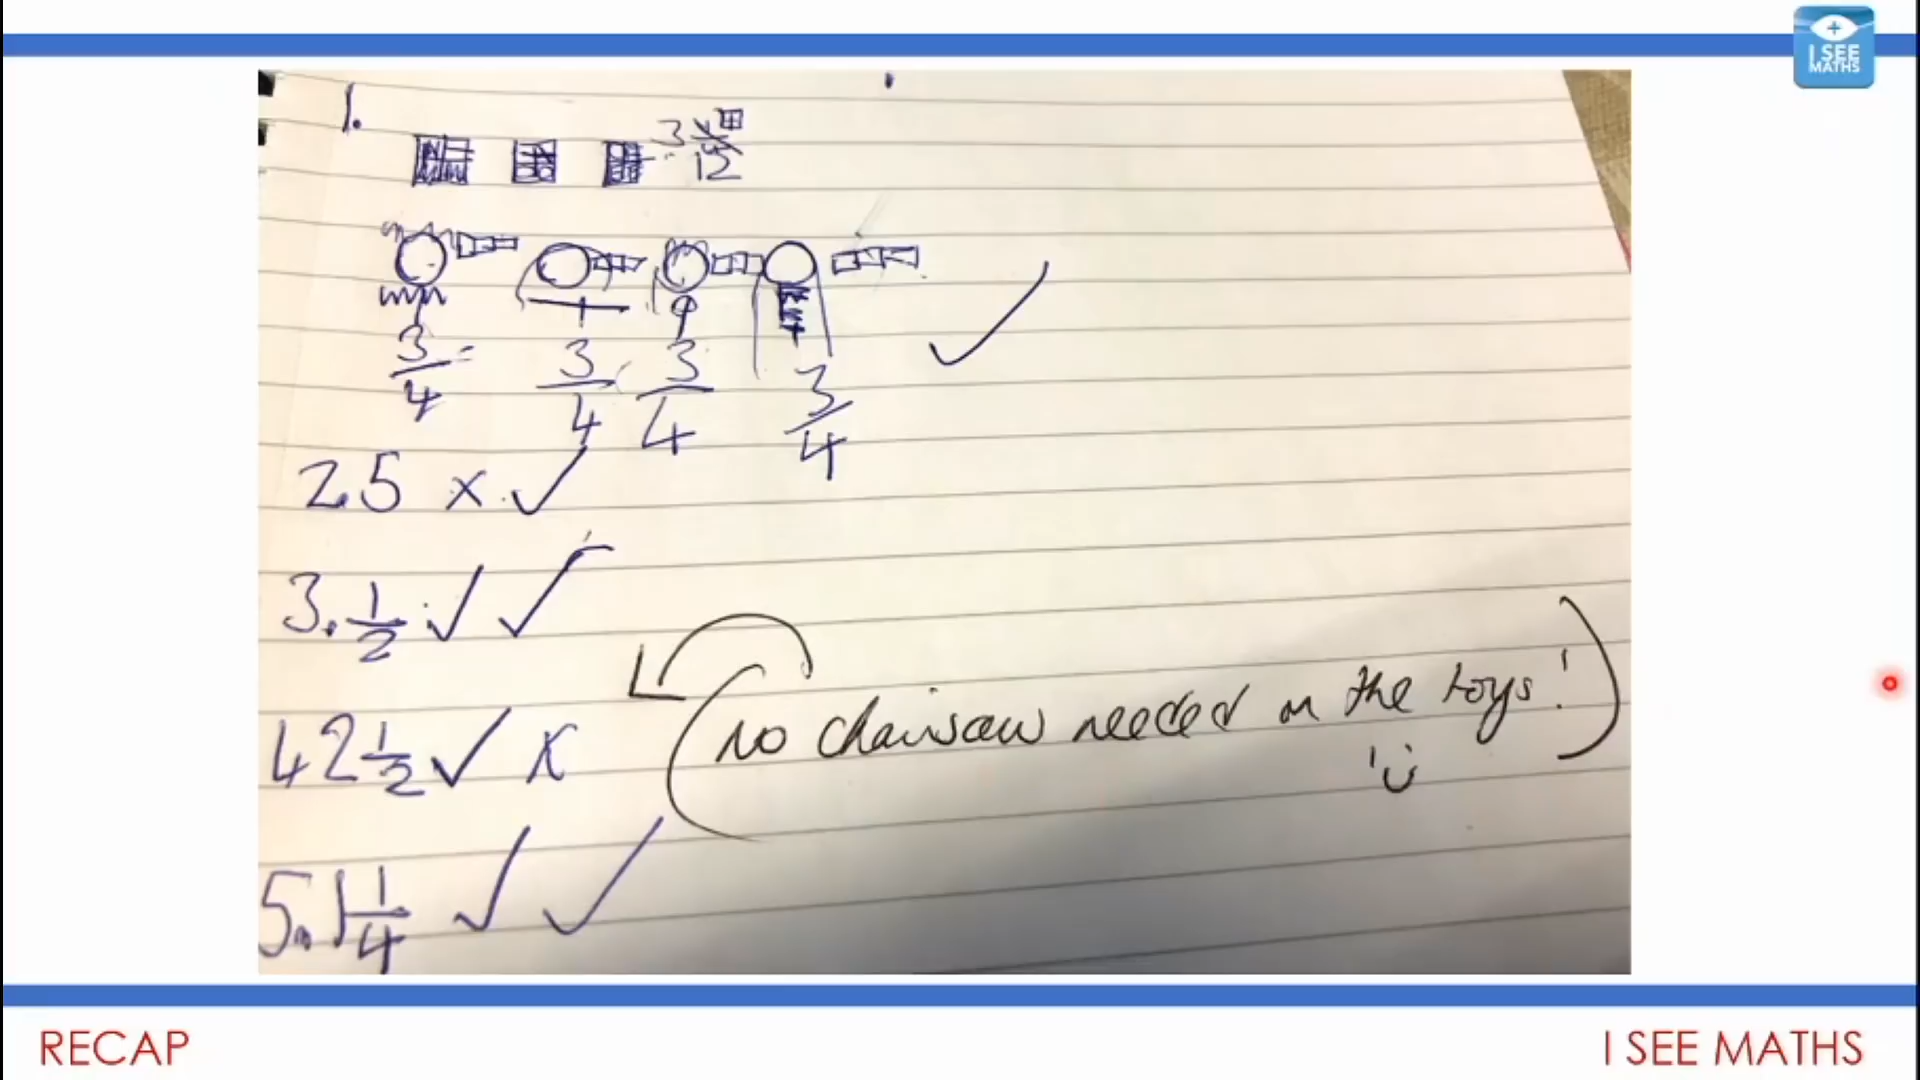 I SEE
MATHS
1.
3
12
3/4 = 3/4 3/4 3/4
2.5 x ✓
3. 1/2 ✓ ✓
4 2 1/2 ✓ x
(No chainsaw needed on the toys!)
5. 1 1/4 ✓ ✓
RECAP
I SEE MATHS